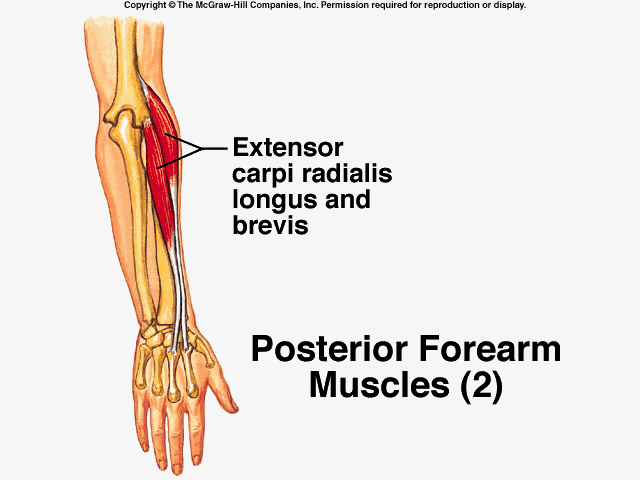 Copyright © The McGraw-Hill Companies, Inc. Permission required for reproduction or display.
Extensor
carpi radialis
longus and
brevis
Posterior Forearm
Muscles (2)